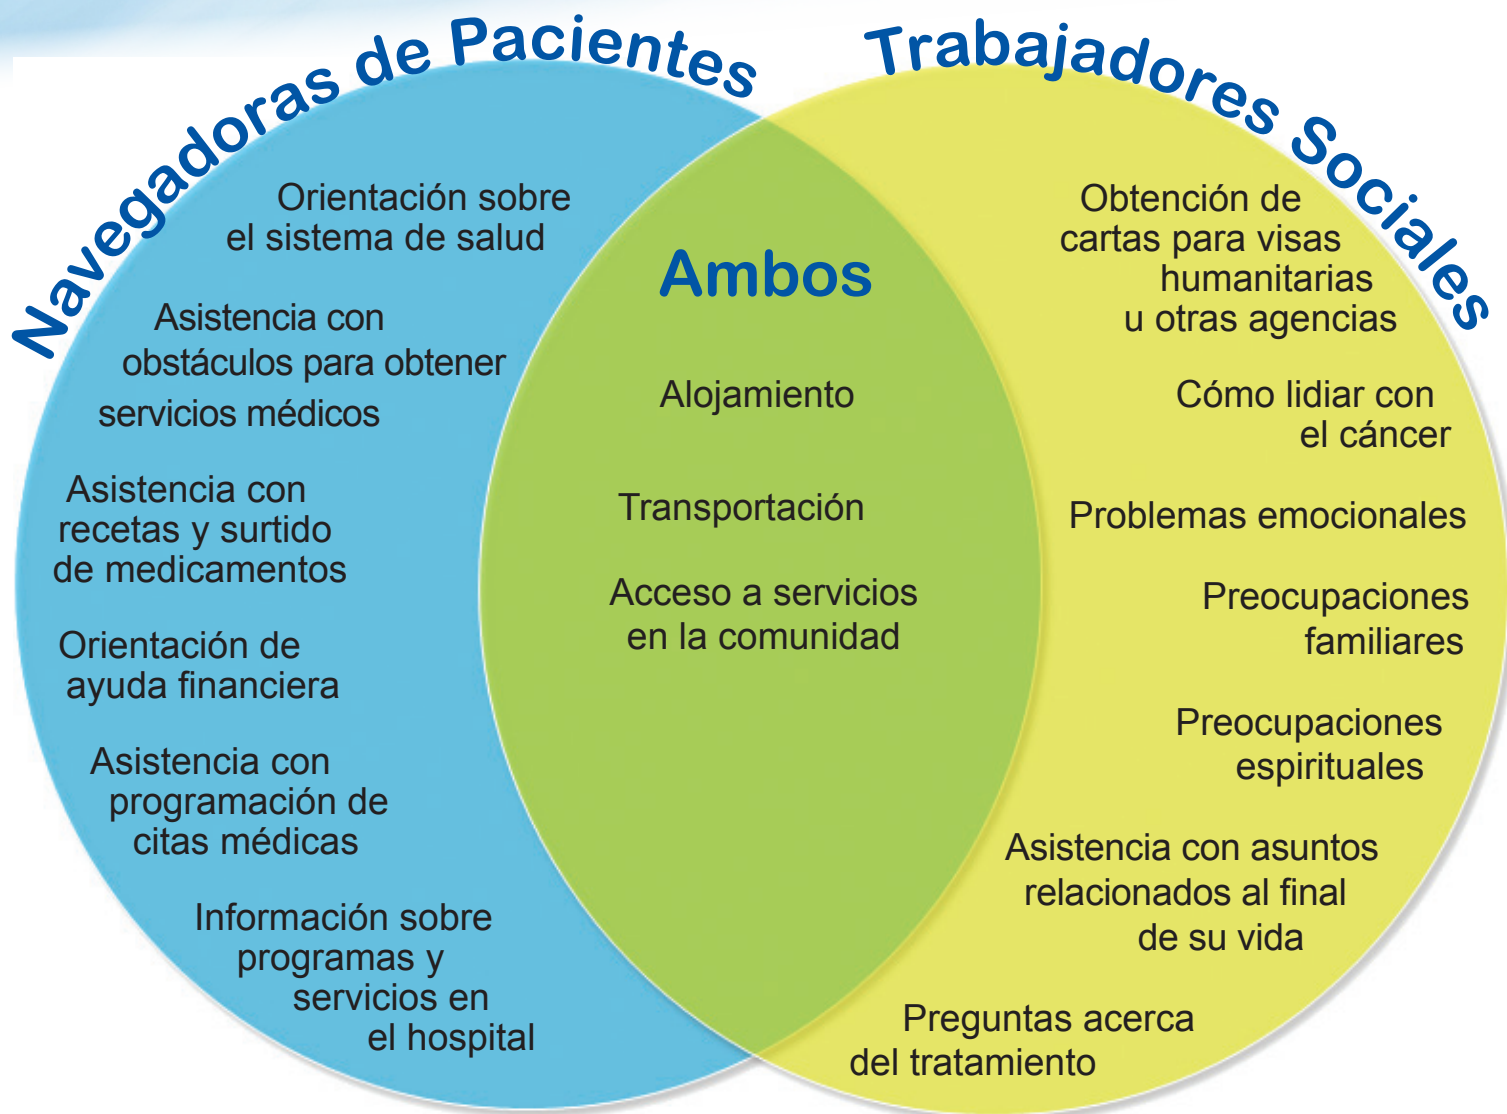 Navegadoras de Pacientes
Orientación sobre
el sistema de salud
Asistencia con
obstáculos para obtener
servicios médicos
Asistencia con
recetas y surtido
de medicamentos
Orientación de
ayuda financiera
Asistencia con
programación de
citas médicas
Información sobre
programas y
servicios en
el hospital
Ambos
Alojamiento
Transportación
Acceso a servicios
en la comunidad
Trabajadores Sociales
Obtención de
cartas para visas
humanitarias
u otras agencias
Cómo lidiar con
el cáncer
Problemas emocionales
Preocupaciones
familiares
Preocupaciones
espirituales
Asistencia con asuntos
relacionados al final
de su vida
Preguntas acerca
del tratamiento